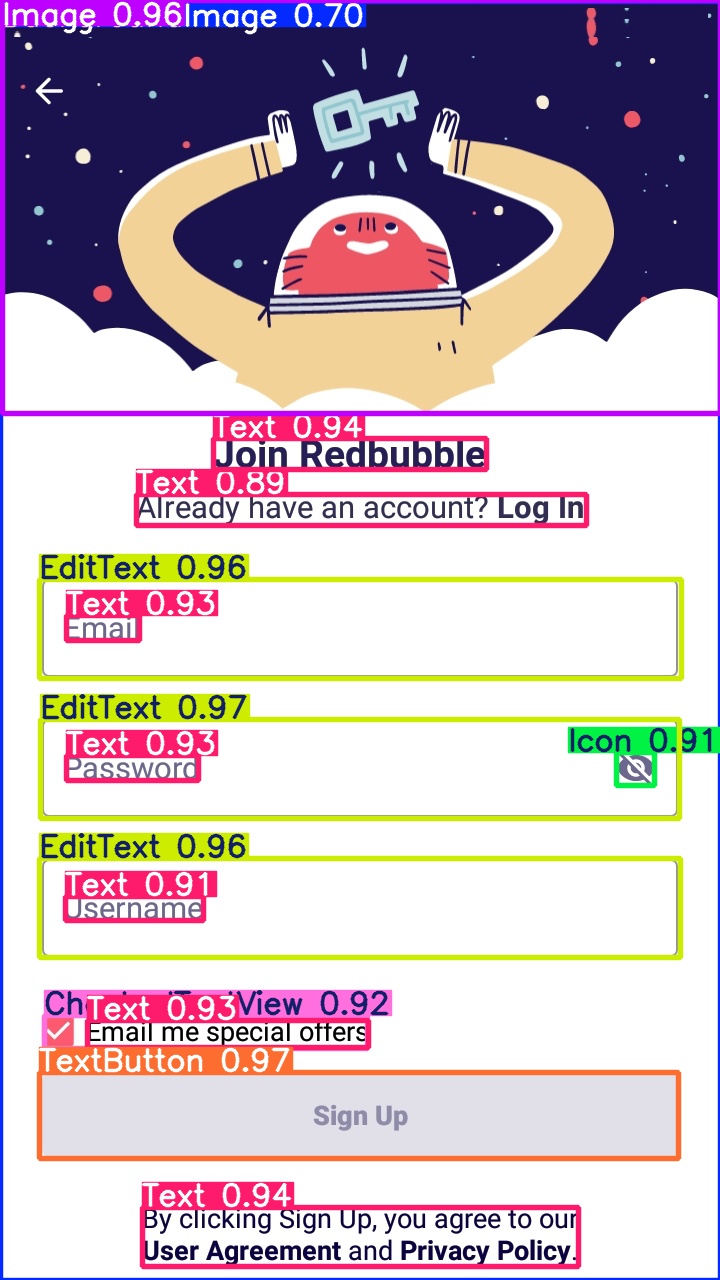 Image 0.96 Image 0.70
Text 0.94
Join Redbubble
Text 0.89
Already have an account? Log In
EditText 0.96
Text 0.93
Email
EditText 0.97
Text 0.93
Icon 0.91
Password
EditText 0.96
Text 0.91
Username
View 0.92
Text 0.93
Email me special offers
TextButton 0.97
Sign Up
Text 0.94
By clicking Sign Up, you agree to our
User Agreement and Privacy Policy.